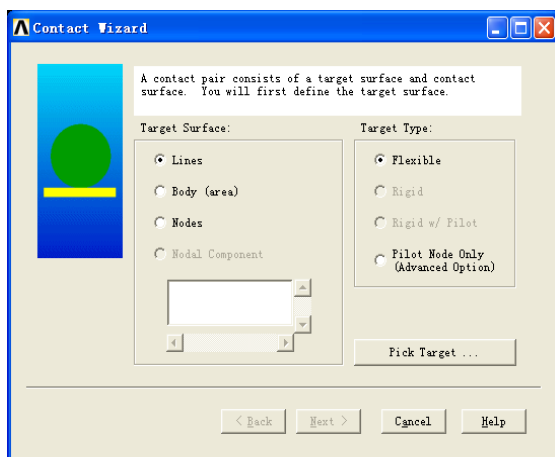 Contact Wizard
A contact pair consists of a target surface and contact
surface. You will first define the target surface.
Target Surface:
Lines
Body (area)
Nodes
Nodal Component
Target Type:
Flexible
Rigid
Rigid w/ Pilot
Pilot Node Only
(Advanced Option)
Pick Target ...
< Back
Next >
Cancel
Help